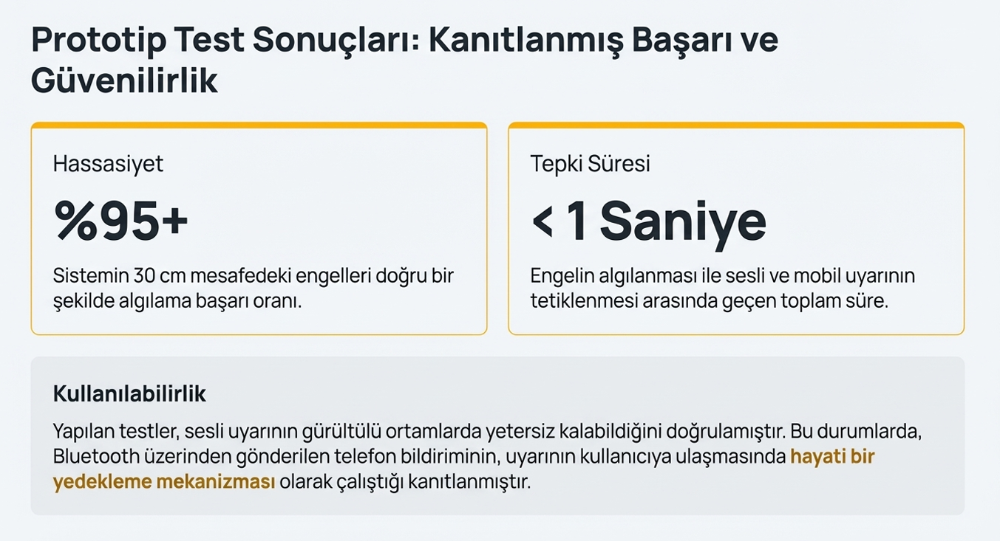 Prototip Test Sonuçları: Kanıtlanmış Başarı ve
Güvenilirlik
Hassasiyet
%95+
Sistemin 30 cm mesafedeki engelleri doğru bir
şekilde algılama başarı oranı.
Tepki Süresi
< 1 Saniye
Engelin algılanması ile sesli ve mobil uyarının
tetiklenmesi arasında geçen toplam süre.
Kullanılabilirlik
Yapılan testler, sesli uyarının gürültülü ortamlarda yetersiz kalabildiğini doğrulamıştır. Bu durumlarda,
Bluetooth üzerinden gönderilen telefon bildiriminin, uyarının kullanıcıya ulaşmasında hayati bir
yedekleme mekanizması olarak çalıştığı kanıtlanmıştır.